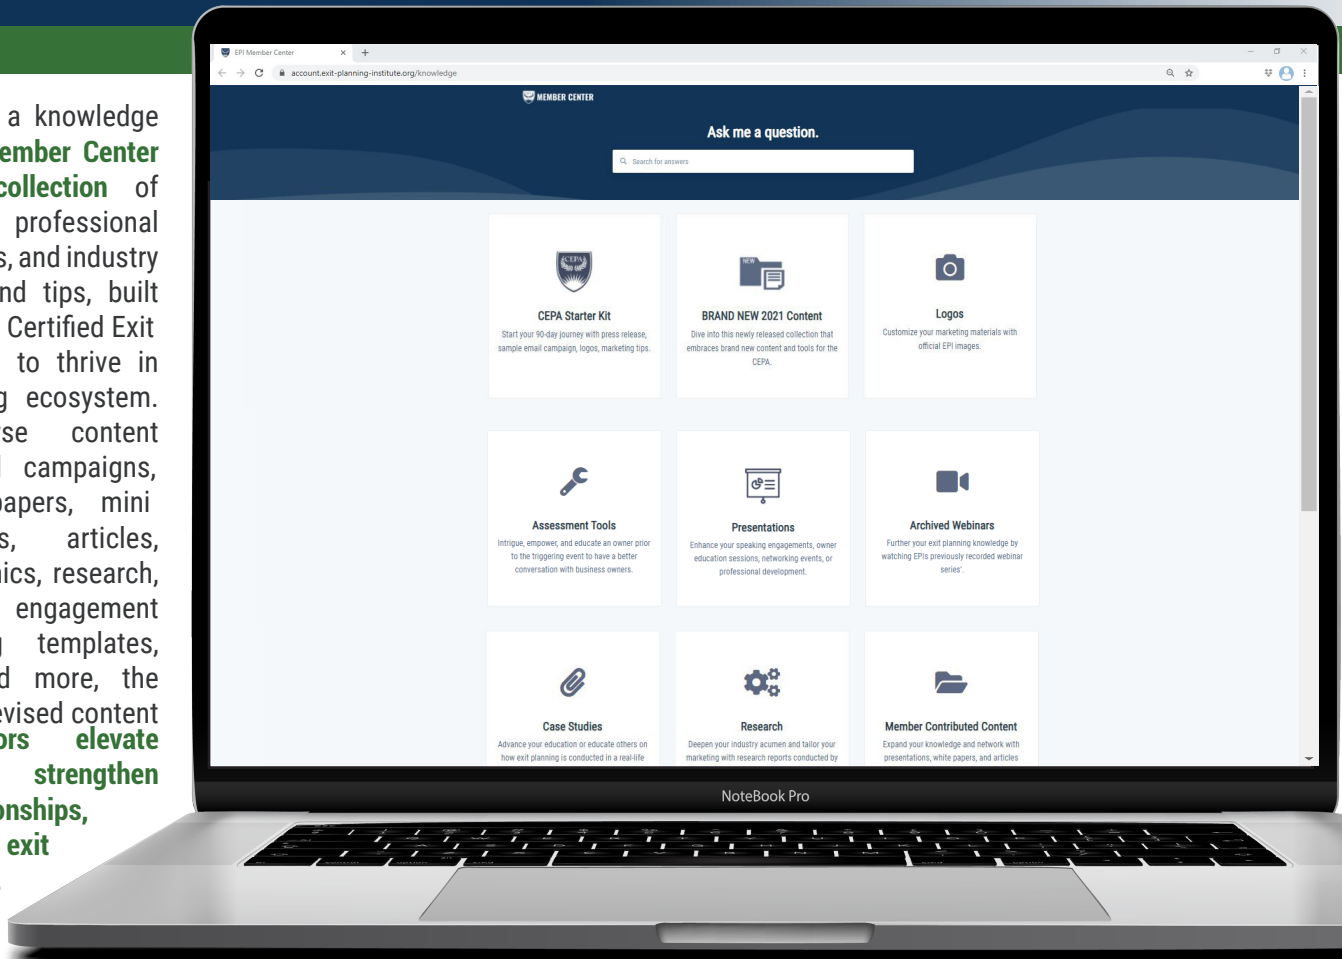 a knowledge
ember Center
collection of
professional
s, and industry
nd tips, built
Certified Exit
to thrive in
g ecosystem.
rse content
l campaigns,
papers, mini
s, articles,
nics, research,
engagement
g templates,
d more, the
evised content
ors elevate
strengthen
onships,
exit
EPI Member Center
account.exit-planning-institute.org/knowledge
MEMBER CENTER
Ask me a question.
Search for answers
CEPA
CEPA Starter Kit
Start your 90-day journey with press release,
sample email campaign, logos, marketing tips.
NEW
BRAND NEW 2021 Content
Dive into this newly released collection that
embraces brand new content and tools for the
CEPA.
Logos
Customize your marketing materials with
official EPI images.
Assessment Tools
Intrigue, empower, and educate an owner prior
to the triggering event to have a better
conversation with business owners.
Presentations
Enhance your speaking engagements, owner
education sessions, networking events, or
professional development.
Archived Webinars
Further your exit planning knowledge by
watching EPIs previously recorded webinar
series'.
Case Studies
Advance your education or educate others on
how exit planning is conducted in a real-life
Research
Deepen your industry acumen and tailor your
marketing with research reports conducted by
Member Contributed Content
Expand your knowledge and network with
presentations, white papers, and articles
NoteBook Pro